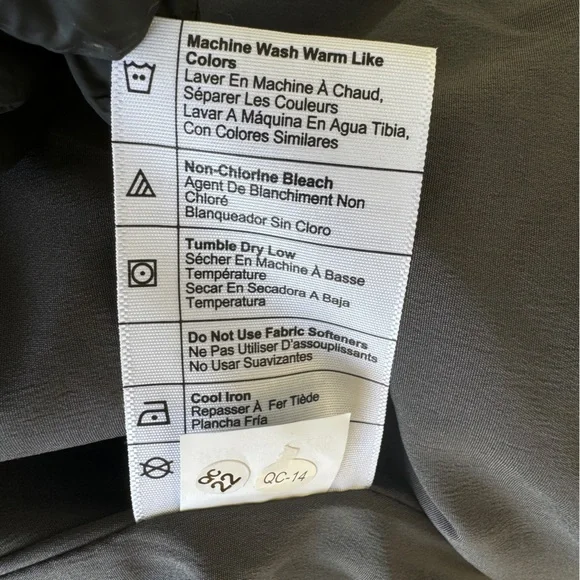 Machine Wash Warm Like
Colors
Laver En Machine À Chaud,
Séparer Les Couleurs
Lavar A Máquina En Agua Tibia,
Con Colores Similares
Non-Chlorine Bleach
Agent De Blanchiment Non
Chloré
Blanqueador Sin Cloro
Tumble Dry Low
Sécher En Machine À Basse
Température
Secar En Secadora A Baja
Temperatura
Do Not Use Fabric Softeners
Ne Pas Utiliser D'assouplissants
No Usar Suavizantes
Cool Iron
Repasser À Fer Tiède
Plancha Fría
QC
22
QC-14